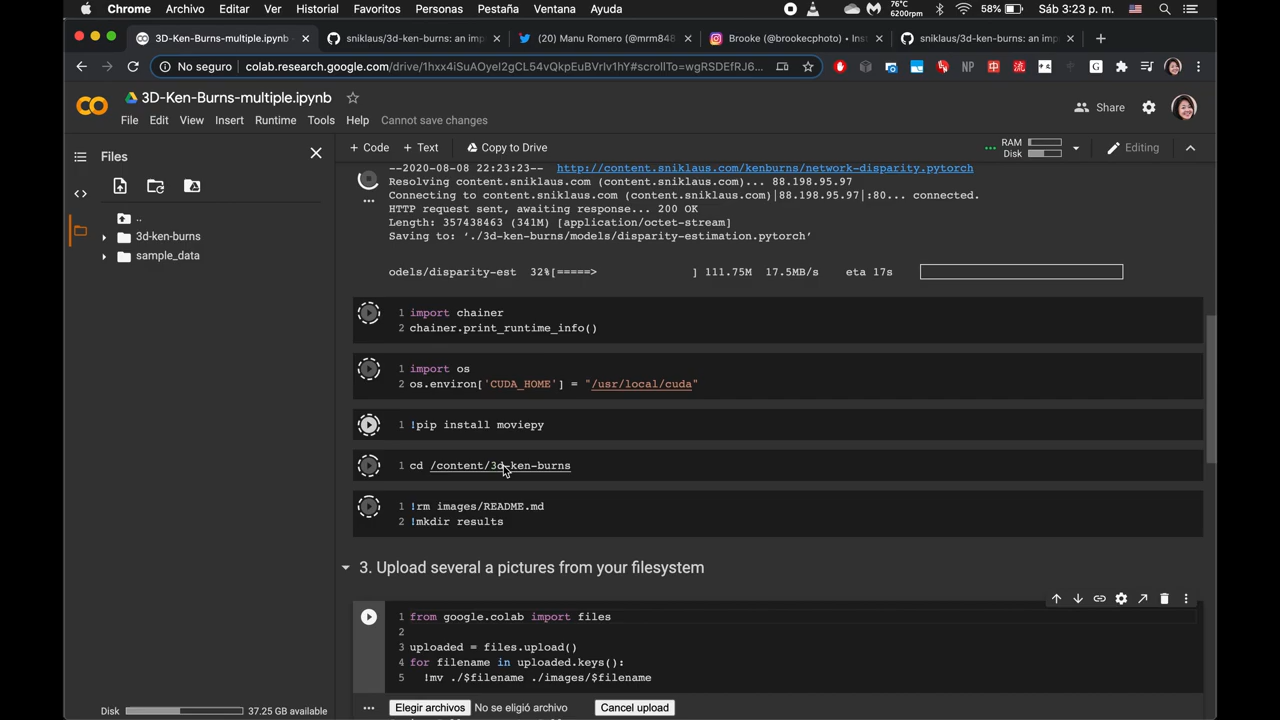 Chrome Archivo Editar Ver Historial Favoritos Personas Pestaña Ventana Ayuda 76°C 6200rpm 58% Sáb 3:23 p. m.
3D-Ken-Burns-multiple.ipynb sniklaus/3d-ken-burns: an imp (20) Manu Romero (@mrm848 Brooke (@brookecphoto) • Inst sniklaus/3d-ken-burns: an imp
No seguro colab.research.google.com/drive/1hxx4iSuAOyeI2gCL54vQkpEuBVrIv1hY#scrollTo=wgRSDEfRJ6...
3D-Ken-Burns-multiple.ipynb
Share
File Edit View Insert Runtime Tools Help Cannot save changes
Files
+ Code + Text Copy to Drive
RAM
Disk
Editing
..
3d-ken-burns
sample_data
--2020-08-08 22:23:23-- http://content.sniklaus.com/kenburns/network-disparity.pytorch
Resolving content.sniklaus.com (content.sniklaus.com)... 88.198.95.97
Connecting to content.sniklaus.com (content.sniklaus.com)|88.198.95.97|:80... connected.
HTTP request sent, awaiting response... 200 OK
Length: 357438463 (341M) [application/octet-stream]
Saving to: ‘./3d-ken-burns/models/disparity-estimation.pytorch’
odels/disparity-est 32%[=====> ] 111.75M 17.5MB/s eta 17s
1 import chainer
2 chainer.print_runtime_info()
1 import os
2 os.environ['CUDA_HOME'] = "/usr/local/cuda"
1 !pip install moviepy
1 cd /content/3d-ken-burns
1 !rm images/README.md
2 !mkdir results
3. Upload several a pictures from your filesystem
1 from google.colab import files
2
3 uploaded = files.upload()
4 for filename in uploaded.keys():
5 !mv ./$filename ./images/$filename
Elegir archivos No se eligió archivo Cancel upload
Disk 37.25 GB available